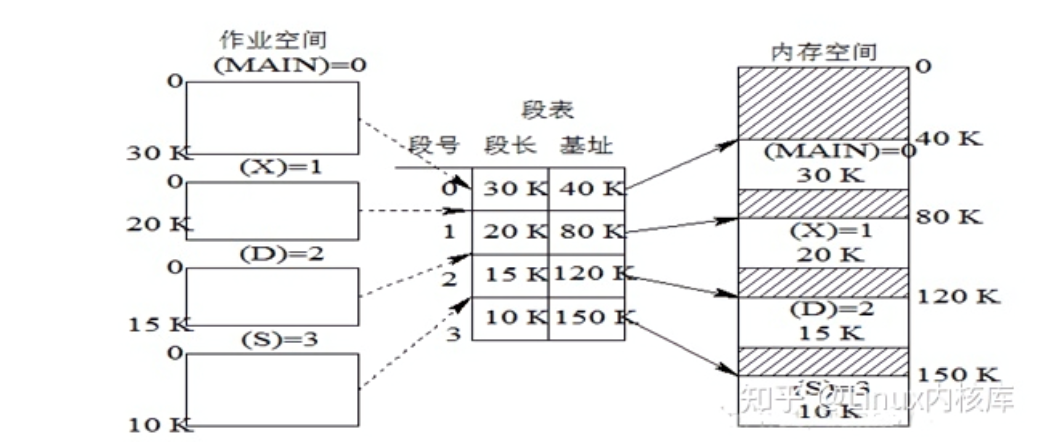 作业空间
(MAIN)=0
0
30 K
(X)=1
0
20 K
(D)=2
0
15 K
(S)=3
0
10 K
段表
段号 段长 基址
0 30 K 40 K
1 20 K 80 K
2 15 K 120 K
3 10 K 150 K
内存空间
0
40 K
(MAIN)=0
30 K
80 K
(X)=1
20 K
120 K
(D)=2
15 K
150 K
(S)=3
10 K
知乎 @Linux内核库